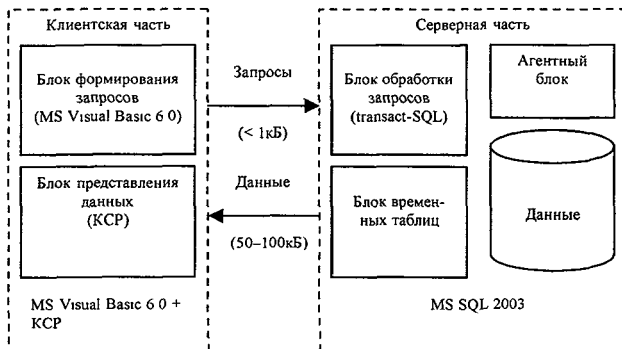 Клиентская часть
Серверная часть
Блок формирования
запросов
(MS Visual Basic 6 0)
Запросы
(< 1кБ)
Блок обработки
запросов
(transact-SQL)
Агентный
блок
Блок представления
данных
(КСР)
Данные
(50–100кБ)
Блок времен-
ных таблиц
Данные
MS Visual Basic 6 0 +
КСР
MS SQL 2003